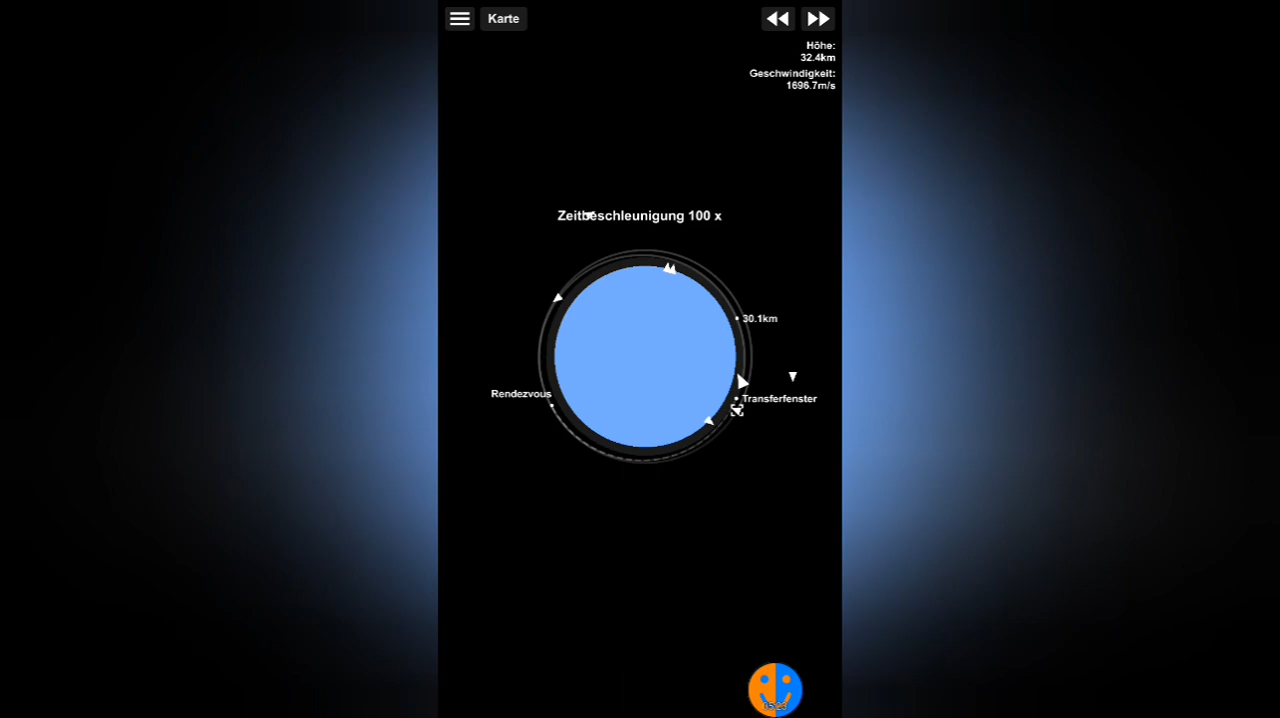 Karte
Höhe:
32.4km
Geschwindigkeit:
1696.7m/s
Zeitbeschleunigung 100 x
30.1km
Rendezvous
Transferfenster